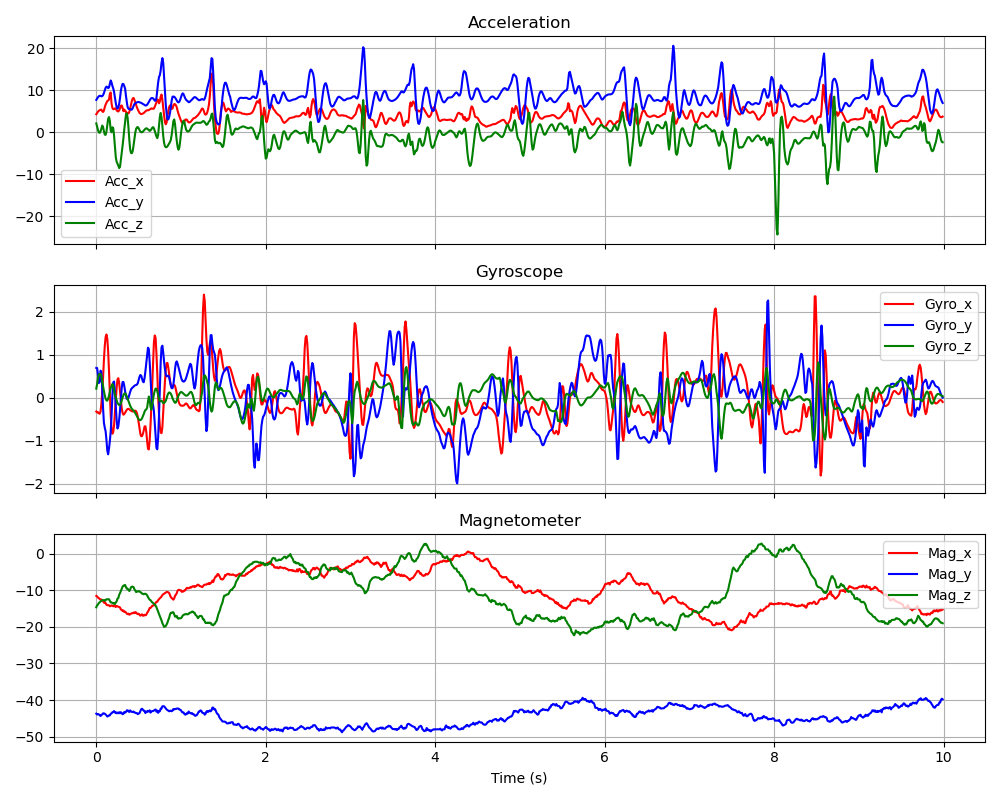 Acceleration
20
10
0
−10
−20
Acc_x
Acc_y
Acc_z
Gyroscope
2
1
0
−1
−2
Gyro_x
Gyro_y
Gyro_z
Magnetometer
0
−10
−20
−30
−40
−50
Mag_x
Mag_y
Mag_z
0 2 4 6 8 10
Time (s)